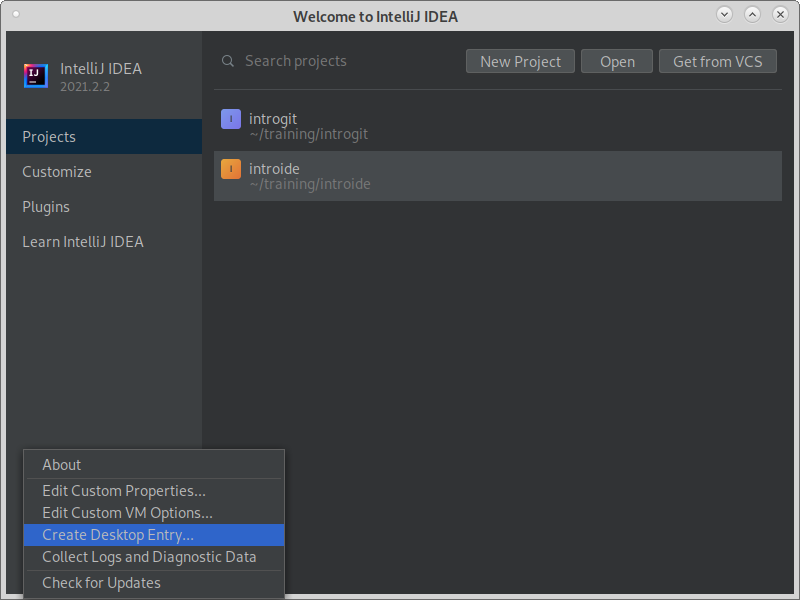 Welcome to IntelliJ IDEA
IJ
IntelliJ IDEA
2021.2.2
Projects
Customize
Plugins
Learn IntelliJ IDEA
Search projects
New Project
Open
Get from VCS
I
introgit
~/training/introgit
I
introide
~/training/introide
About
Edit Custom Properties...
Edit Custom VM Options...
Create Desktop Entry...
Collect Logs and Diagnostic Data
Check for Updates